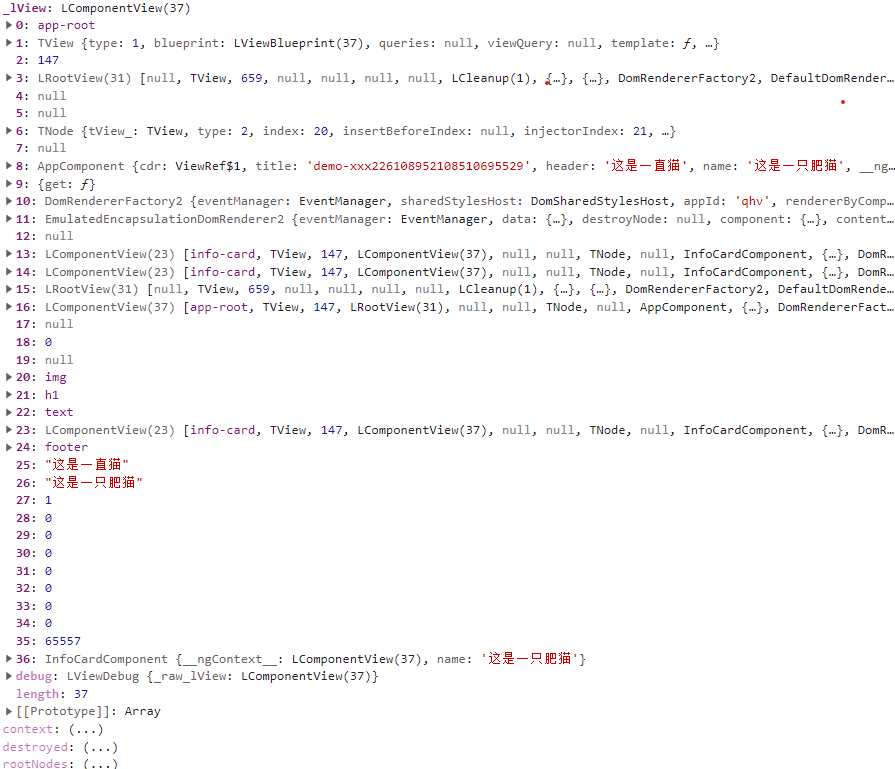 _lView: LComponentView(37)
0: app-root
1: TView {type: 1, blueprint: LViewBlueprint(37), queries: null, viewQuery: null, template: ƒ, …}
2: 147
3: LRootView(31) [null, TView, 659, null, null, null, null, LCleanup(1), {…}, {…}, DomRendererFactory2, DefaultDomRender…
4: null
5: null
6: TNode {tView_: TView, type: 2, index: 20, insertBeforeIndex: null, injectorIndex: 21, …}
7: null
8: AppComponent {cdr: ViewRef$1, title: 'demo-xxx226108952108510695529', header: '这是一直猫', name: '这是一只肥猫', __ng…
9: {get: ƒ}
10: DomRendererFactory2 {eventManager: EventManager, sharedStylesHost: DomSharedStylesHost, appId: 'qhv', rendererByComp…
11: EmulatedEncapsulationDomRenderer2 {eventManager: EventManager, data: {…}, destroyNode: null, component: {…}, content…
12: null
13: LComponentView(23) [info-card, TView, 147, LComponentView(37), null, null, TNode, null, InfoCardComponent, {…}, DomR…
14: LComponentView(23) [info-card, TView, 147, LComponentView(37), null, null, TNode, null, InfoCardComponent, {…}, DomR…
15: LRootView(31) [null, TView, 659, null, null, null, null, LCleanup(1), {…}, {…}, DomRendererFactory2, DefaultDomRende…
16: LComponentView(37) [app-root, TView, 147, LRootView(31), null, null, TNode, null, AppComponent, {…}, DomRendererFact…
17: null
18: 0
19: null
20: img
21: h1
22: text
23: LComponentView(23) [info-card, TView, 147, LComponentView(37), null, null, TNode, null, InfoCardComponent, {…}, DomR…
24: footer
25: "这是一直猫"
26: "这是一只肥猫"
27: 1
28: 0
29: 0
30: 0
31: 0
32: 0
33: 0
34: 0
35: 65557
36: InfoCardComponent {__ngContext__: LComponentView(37), name: '这是一只肥猫'}
debug: LViewDebug {_raw_lView: LComponentView(37)}
length: 37
[[Prototype]]: Array
context: (...)
destroyed: (...)
rootNodes: (...)